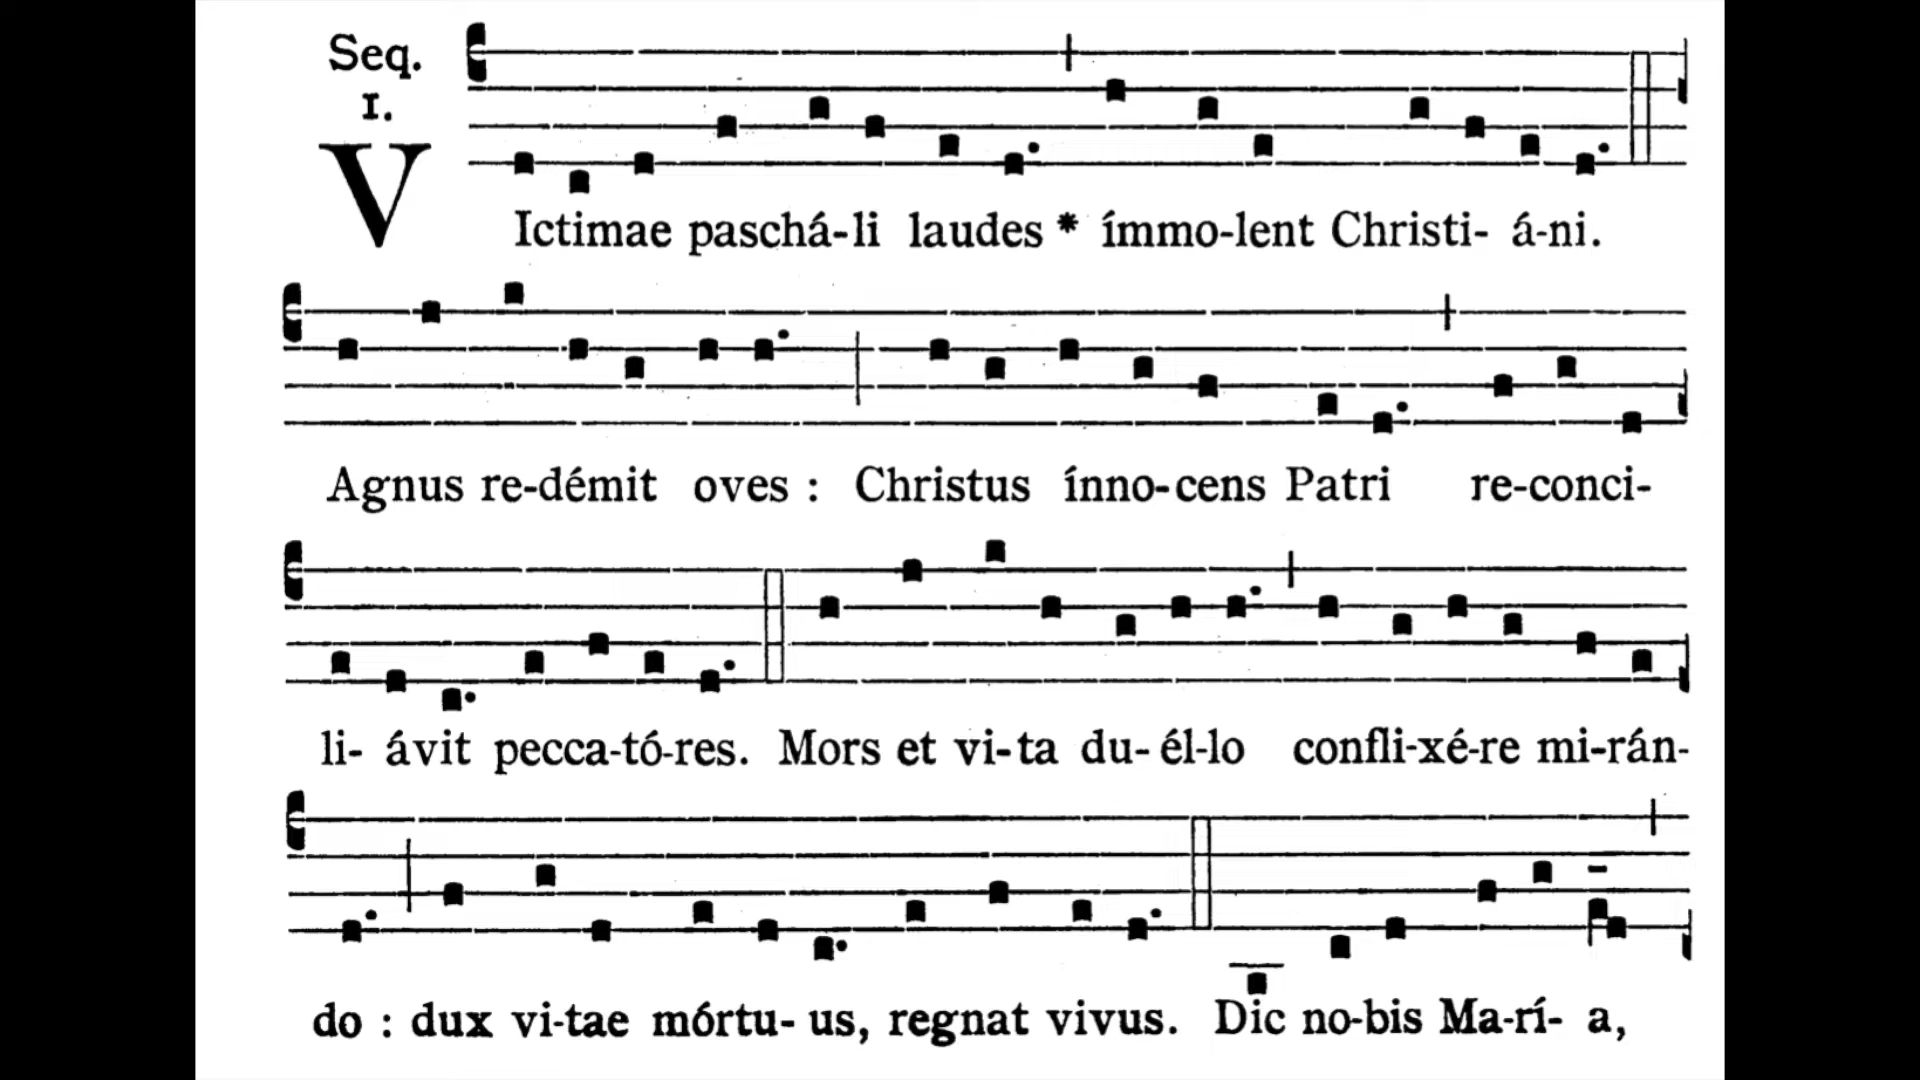 Seq.
1.
VIctimae paschá-li laudes * ímmo-lent Christi- á-ni.
Agnus re-démit oves : Christus ínno-cens Patri re-conci-
li- ávit pecca-tó-res. Mors et vi-ta du-él-lo confli-xé-re mi-rán-
do : dux vi-tae mórtu- us, regnat vivus. Dic no-bis Ma-rí- a,